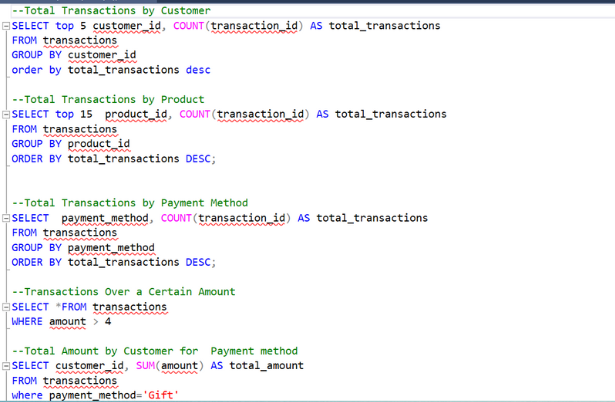 --Total Transactions by Customer
SELECT top 5 customer_id, COUNT(transaction_id) AS total_transactions
FROM transactions
GROUP BY customer_id
order by total_transactions desc
--Total Transactions by Product
SELECT top 15  product_id, COUNT(transaction_id) AS total_transactions
FROM transactions
GROUP BY product_id
ORDER BY total_transactions DESC;
--Total Transactions by Payment Method
SELECT  payment_method, COUNT(transaction_id) AS total_transactions
FROM transactions
GROUP BY payment_method
ORDER BY total_transactions DESC;
--Transactions Over a Certain Amount
SELECT *FROM transactions
WHERE amount > 4
--Total Amount by Customer for  Payment method
SELECT customer_id, SUM(amount) AS total_amount
FROM transactions
where payment_method='Gift'